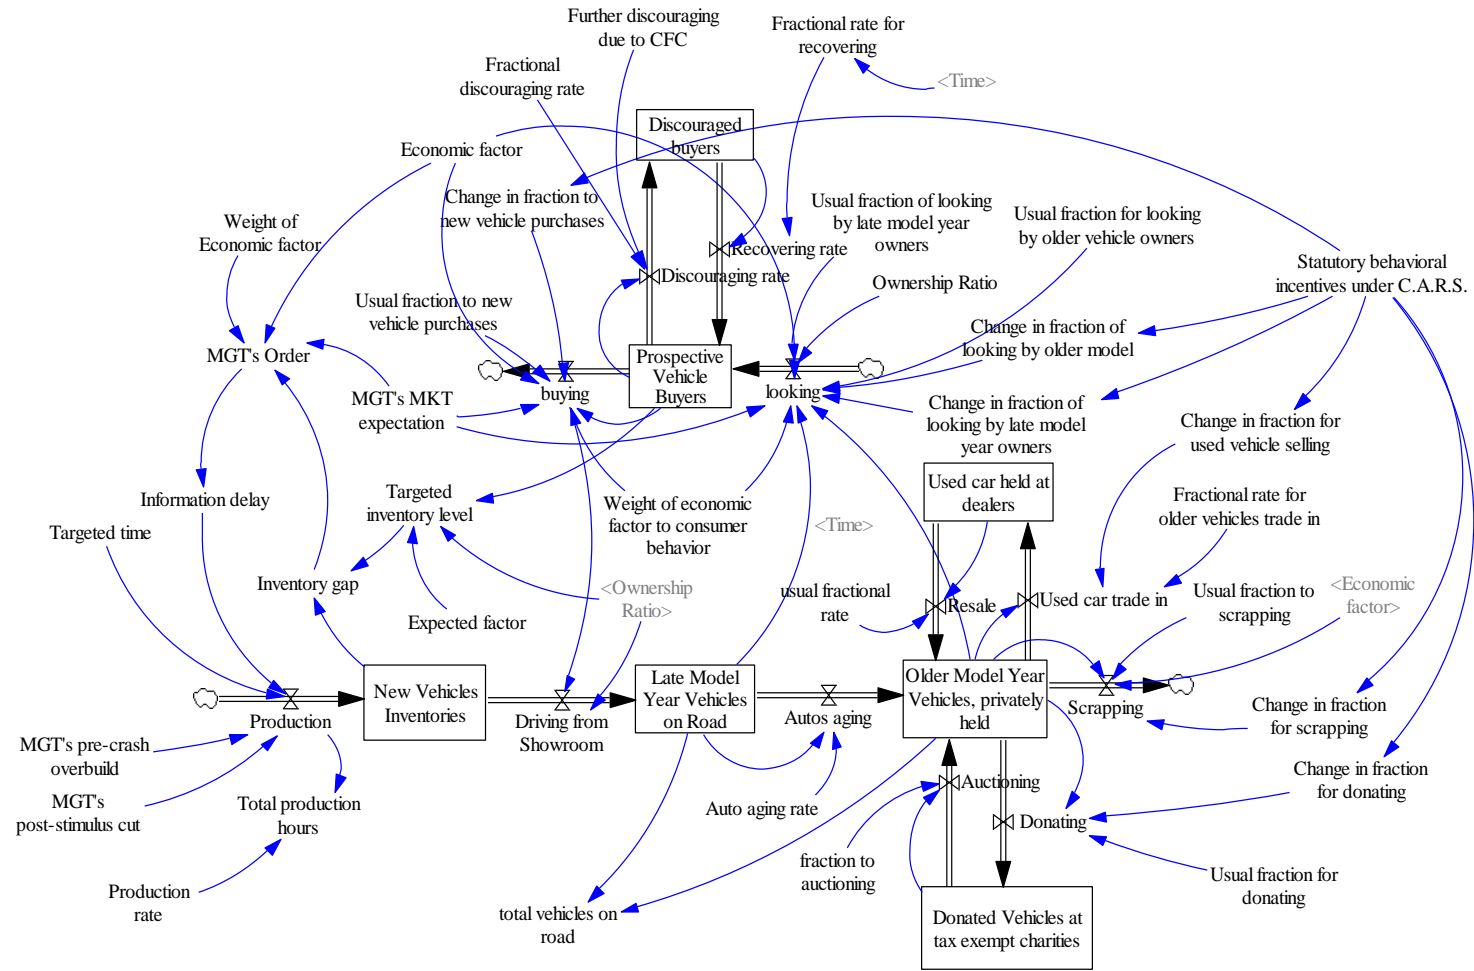 Further discouraging
due to CFC
Fractional rate for
recovering
Fractional
discouraging rate
<Time>
Discouraged
buyers
Economic factor
Change in fraction to
new vehicle purchases
Usual fraction of looking
by late model year
owners
Usual fraction for looking
by older vehicle owners
Weight of
Economic factor
Recovering rate
Discouraging rate
Ownership Ratio
Statutory behavioral
incentives under C.A.R.S.
Usual fraction to new
vehicle purchases
Change in fraction of
looking by older model
MGT's Order
Prospective
Vehicle
Buyers
buying
looking
MGT's MKT
expectation
Change in fraction of
looking by late model
year owners
Change in fraction for
used vehicle selling
Used car held at
dealers
Information delay
Targeted
inventory level
Weight of economic
factor to consumer
behavior
<Time>
Fractional rate for
older vehicles trade in
Targeted time
Inventory gap
<Ownership
Ratio>
usual fractional
rate
Resale
Used car trade in
Usual fraction to
scrapping
<Economic
factor>
Expected factor
New Vehicles
Inventories
Late Model
Year Vehicles
on Road
Older Model Year
Vehicles, privately
held
Production
Driving from
Showroom
Autos aging
Scrapping
Change in fraction
for scrapping
MGT's pre-crash
overbuild
MGT's
post-stimulus cut
Total production
hours
Auto aging rate
Auctioning
Donating
Change in fraction
for donating
Production
rate
fraction to
auctioning
Usual fraction for
donating
total vehicles on
road
Donated Vehicles at
tax exempt charities